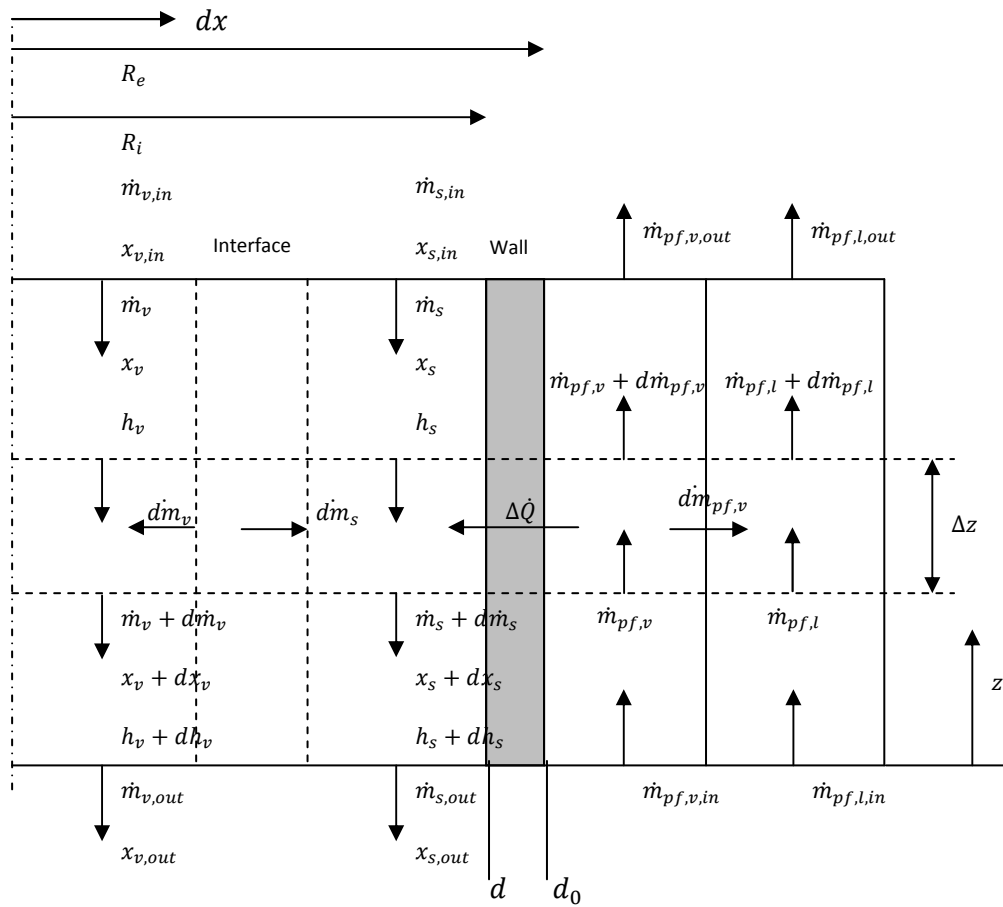 dx
R_e
R_i
ṁ_{v,in} ṁ_{s,in}
ṁ_{pf,v,out} ṁ_{pf,l,out}
x_{v,in} Interface x_{s,in} Wall
ṁ_v ṁ_s
x_v x_s ṁ_{pf,v} + dṁ_{pf,v} ṁ_{pf,l} + dṁ_{pf,l}
h_v h_s
dṁ_v dṁ_s ΔQ̇ dṁ_{pf,v} Δz
ṁ_v + dṁ_v ṁ_s + dṁ_s ṁ_{pf,v} ṁ_{pf,l}
x_v + dx_v x_s + dx_s z
h_v + dh_v h_s + dh_s
ṁ_{v,out} ṁ_{s,out} ṁ_{pf,v,in} ṁ_{pf,l,in}
x_{v,out} x_{s,out}
d d_0